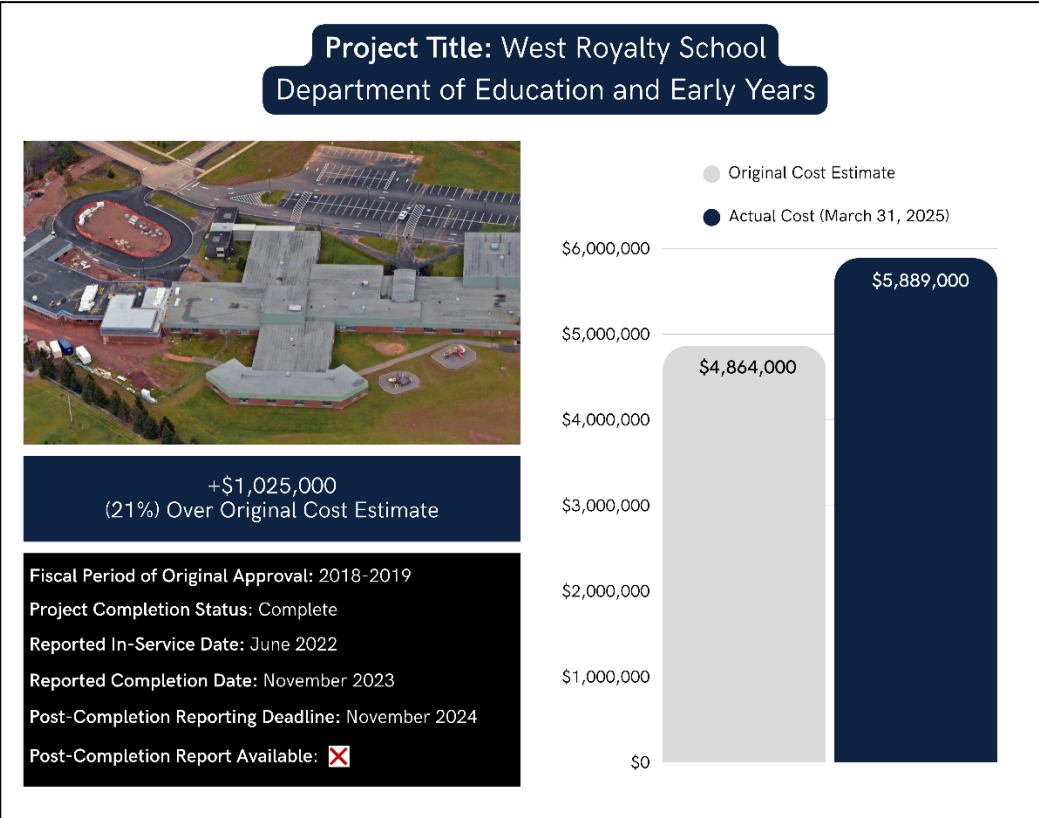 Project Title: West Royalty School
Department of Education and Early Years
+$1,025,000
(21%) Over Original Cost Estimate
Fiscal Period of Original Approval: 2018-2019
Project Completion Status: Complete
Reported In-Service Date: June 2022
Reported Completion Date: November 2023
Post-Completion Reporting Deadline: November 2024
Post-Completion Report Available:
Original Cost Estimate
Actual Cost (March 31, 2025)
$6,000,000
$5,889,000
$5,000,000
$4,864,000
$4,000,000
$3,000,000
$2,000,000
$1,000,000
$0